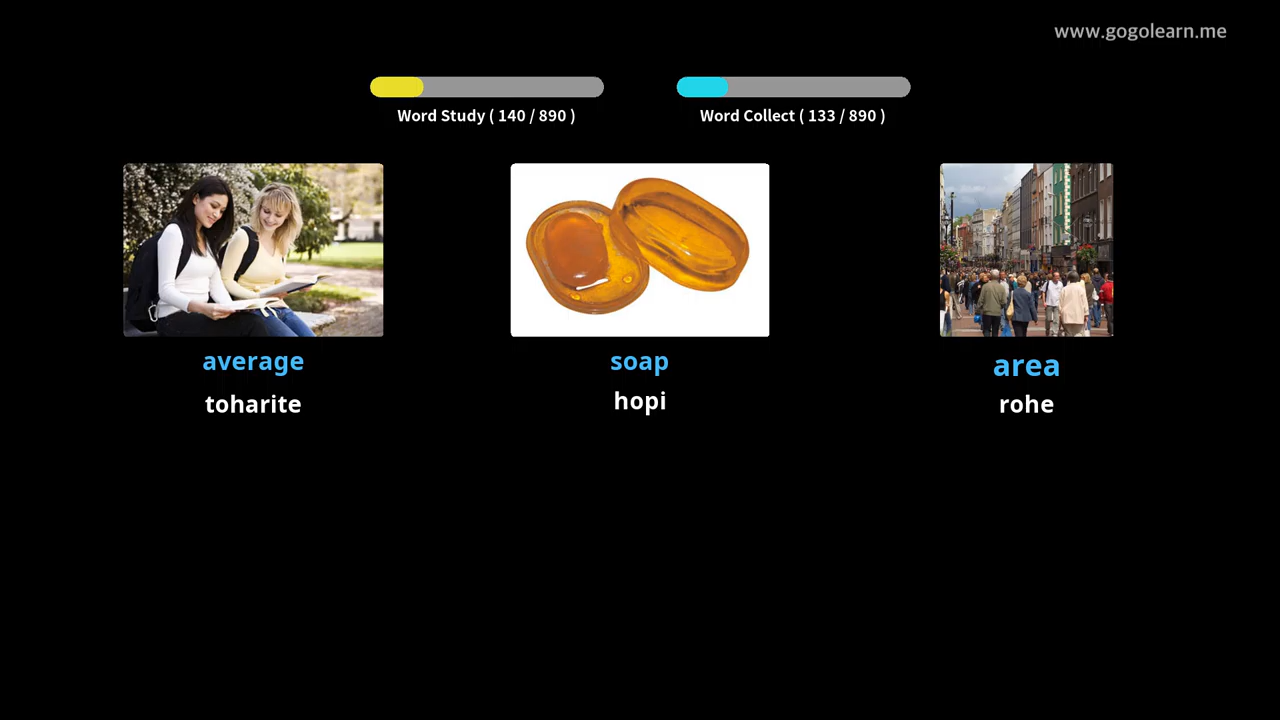 www.gogolearn.me
Word Study ( 140 / 890 )
Word Collect ( 133 / 890 )
average
toharite
soap
hopi
area
rohe